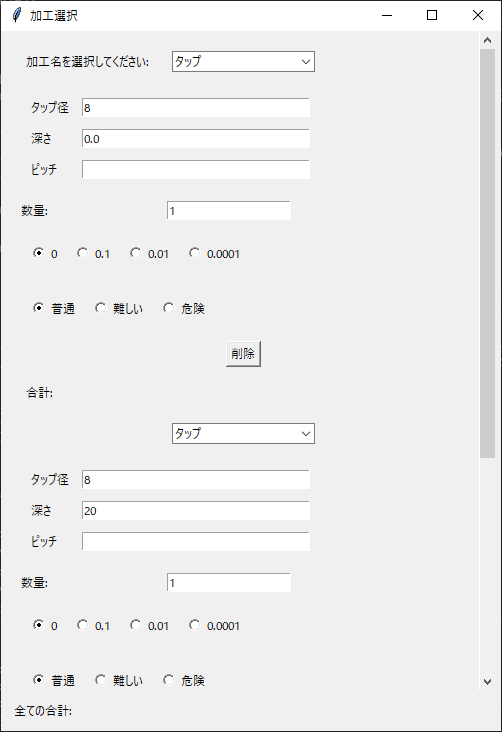 加工選択
加工名を選択してください: タップ
タップ径 8
深さ 0.0
ピッチ
数量: 1
0 0.1 0.01 0.0001
普通 難しい 危険
削除
合計:
タップ
タップ径 8
深さ 20
ピッチ
数量: 1
0 0.1 0.01 0.0001
普通 難しい 危険
全ての合計: